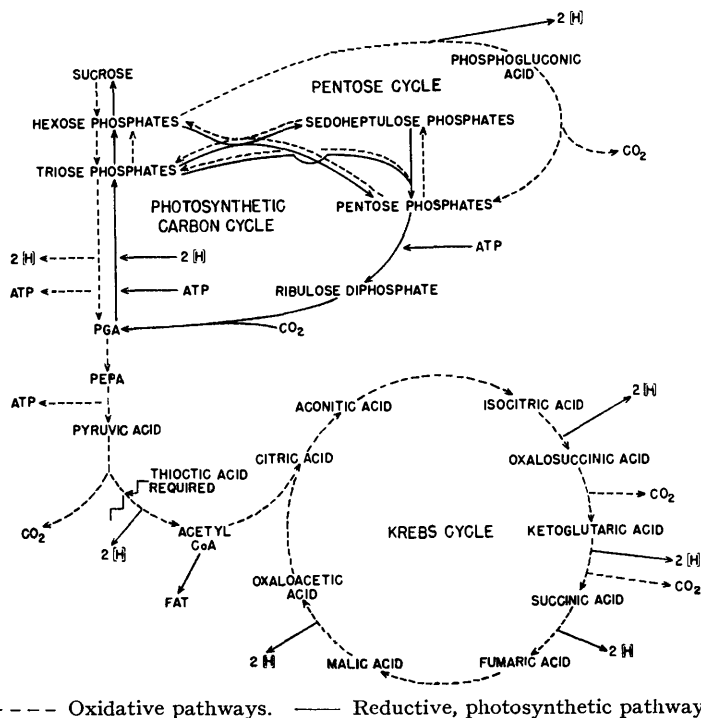 2 [H]
PHOSPHOGLUCONIC
ACID
SUCROSE
PENTOSE CYCLE
HEXOSE PHOSPHATES
SEDOHEPTULOSE PHOSPHATES
CO2
TRIOSE PHOSPHATES
PHOTOSYNTHETIC
CARBON CYCLE
PENTOSE PHOSPHATES
2 [H]
2 [H]
ATP
ATP
ATP
RIBULOSE DIPHOSPHATE
PGA
CO2
PEPA
ATP
PYRUVIC ACID
ACONITIC ACID
ISOCITRIC ACID
2 [H]
CITRIC ACID
OXALOSUCCINIC ACID
THIOCTIC ACID
REQUIRED
CO2
CO2
2 [H]
ACETYL
CoA
KREBS CYCLE
KETOGLUTARIC ACID
2 [H]
CO2
FAT
OXALOACETIC
ACID
SUCCINIC ACID
2 [H]
MALIC ACID
FUMARIC ACID
2 [H]
---- Oxidative pathways. —— Reductive, photosynthetic pathway